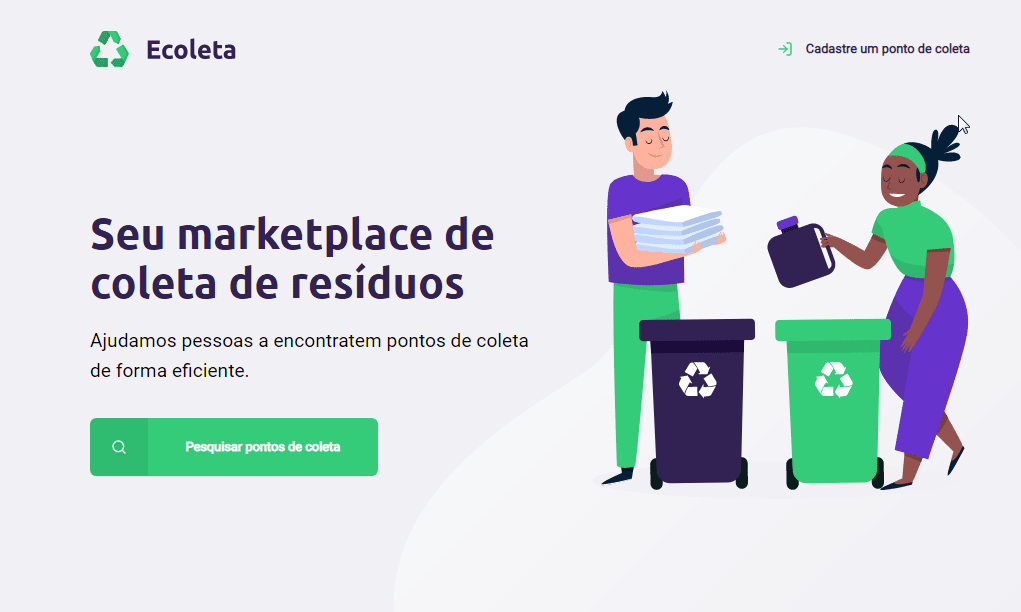 Ecoleta
Cadastre um ponto de coleta
Seu marketplace de
coleta de resíduos
Ajudamos pessoas a encontratem pontos de coleta
de forma eficiente.
Pesquisar pontos de coleta